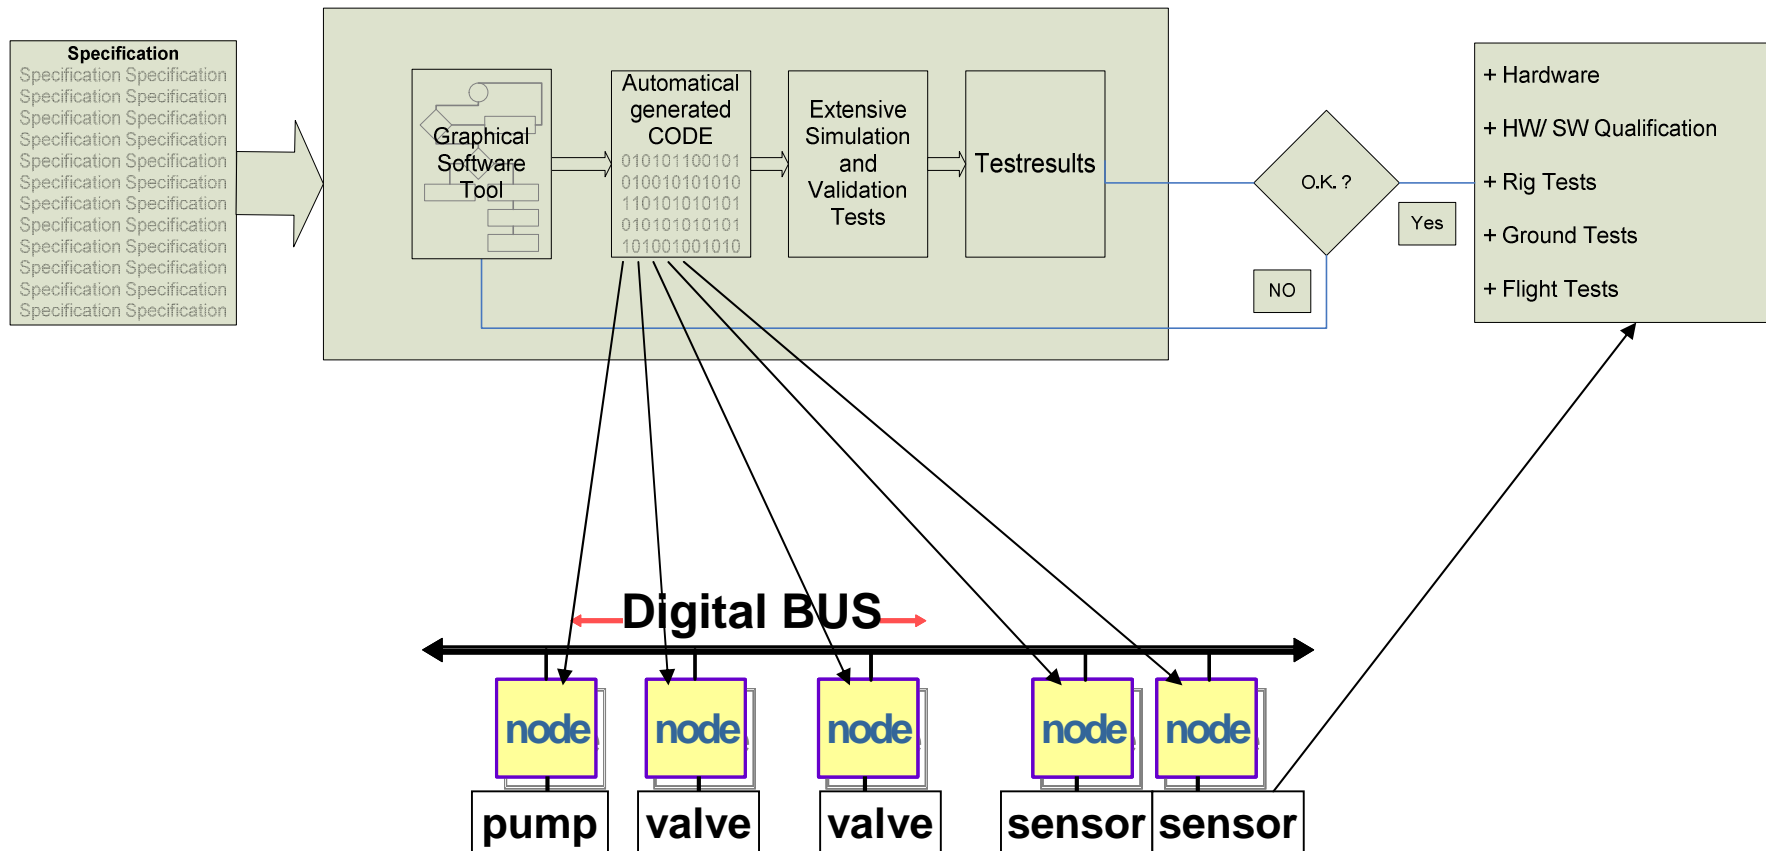 Specification
Specification Specification
Specification Specification
Specification Specification
Specification Specification
Specification Specification
Specification Specification
Specification Specification
Specification Specification
Specification Specification
Specification Specification
Specification Specification
Specification Specification
Graphical
Software
Tool
Automatical
generated
CODE
010101100101
010010101010
110101010101
010101010101
101001001010
Extensive
Simulation
and
Validation
Tests
Testresults
O.K. ?
Yes
NO
+ Hardware
+ HW/ SW Qualification
+ Rig Tests
+ Ground Tests
+ Flight Tests
Digital BUS
node
node
node
node
node
pump
valve
valve
sensor
sensor